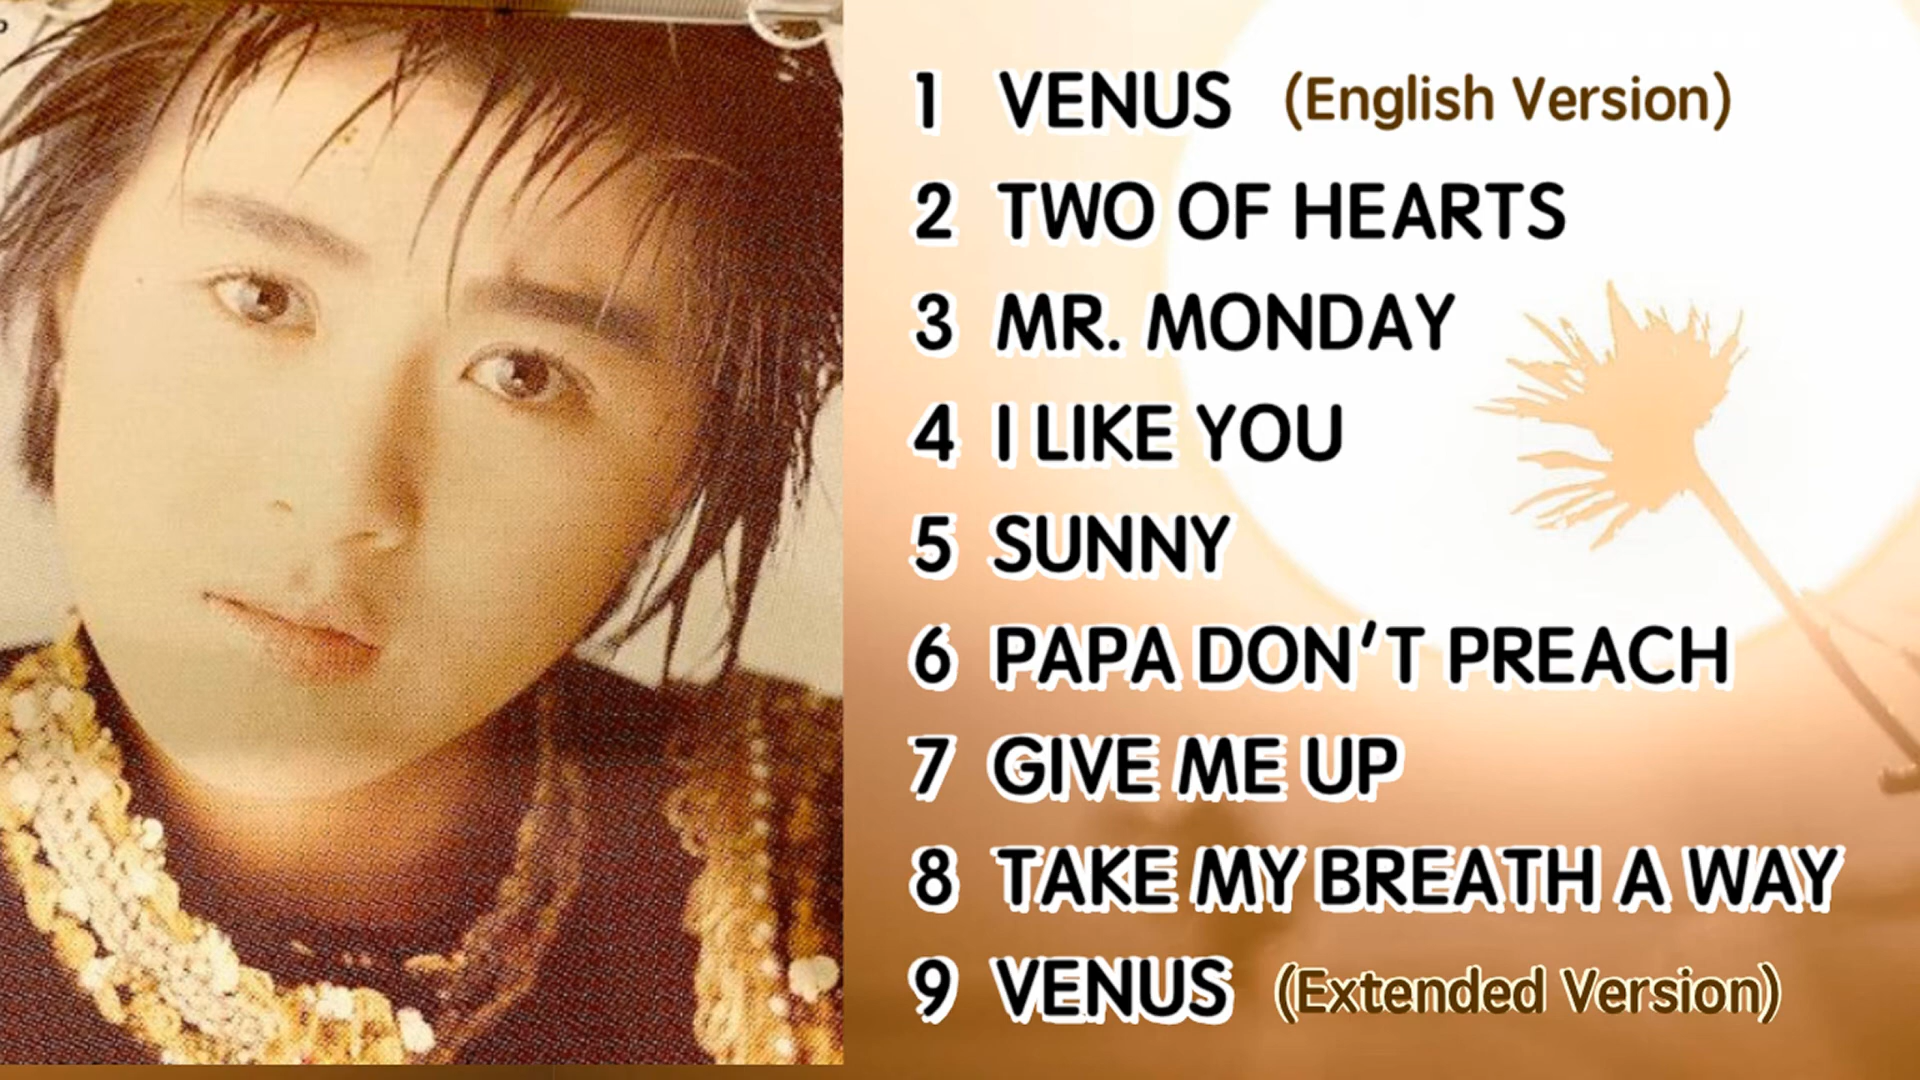 1 VENUS (English Version)
2 TWO OF HEARTS
3 MR. MONDAY
4 I LIKE YOU
5 SUNNY
6 PAPA DON'T PREACH
7 GIVE ME UP
8 TAKE MY BREATH A WAY
9 VENUS (Extended Version)